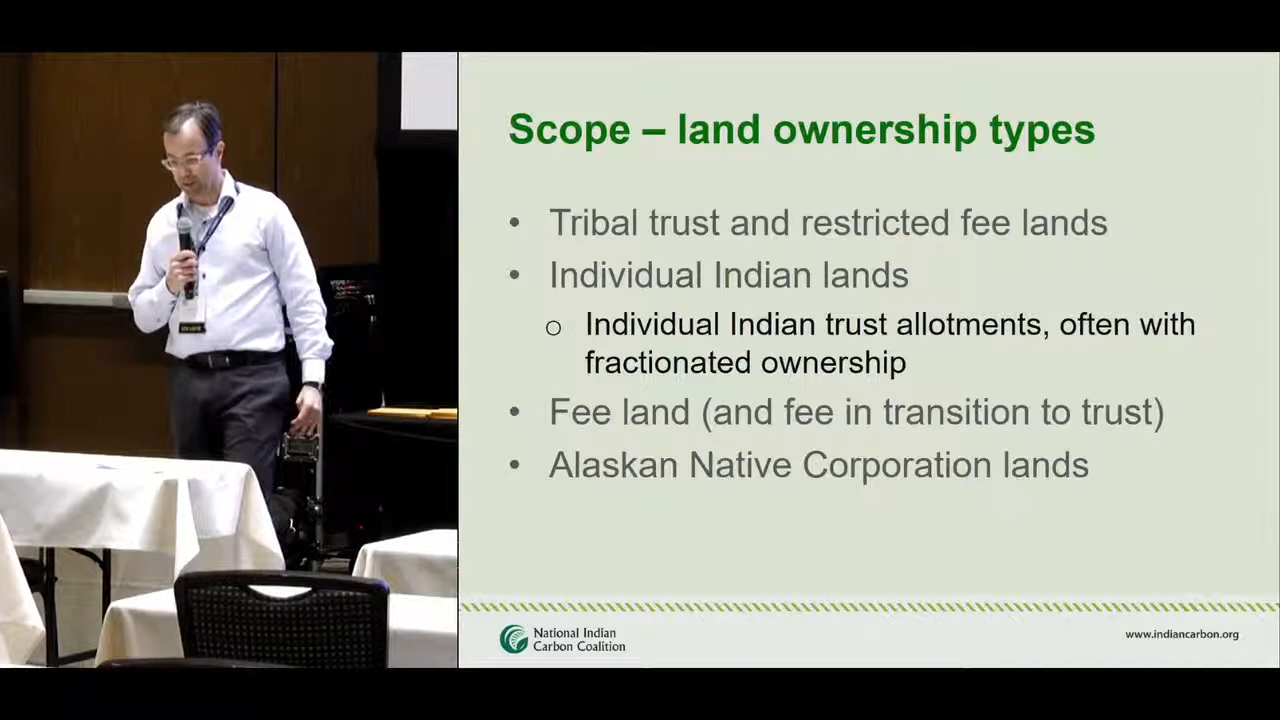 Scope – land ownership types
• Tribal trust and restricted fee lands
• Individual Indian lands
o Individual Indian trust allotments, often with
fractionated ownership
• Fee land (and fee in transition to trust)
• Alaskan Native Corporation lands
National Indian
Carbon Coalition
www.indiancarbon.org